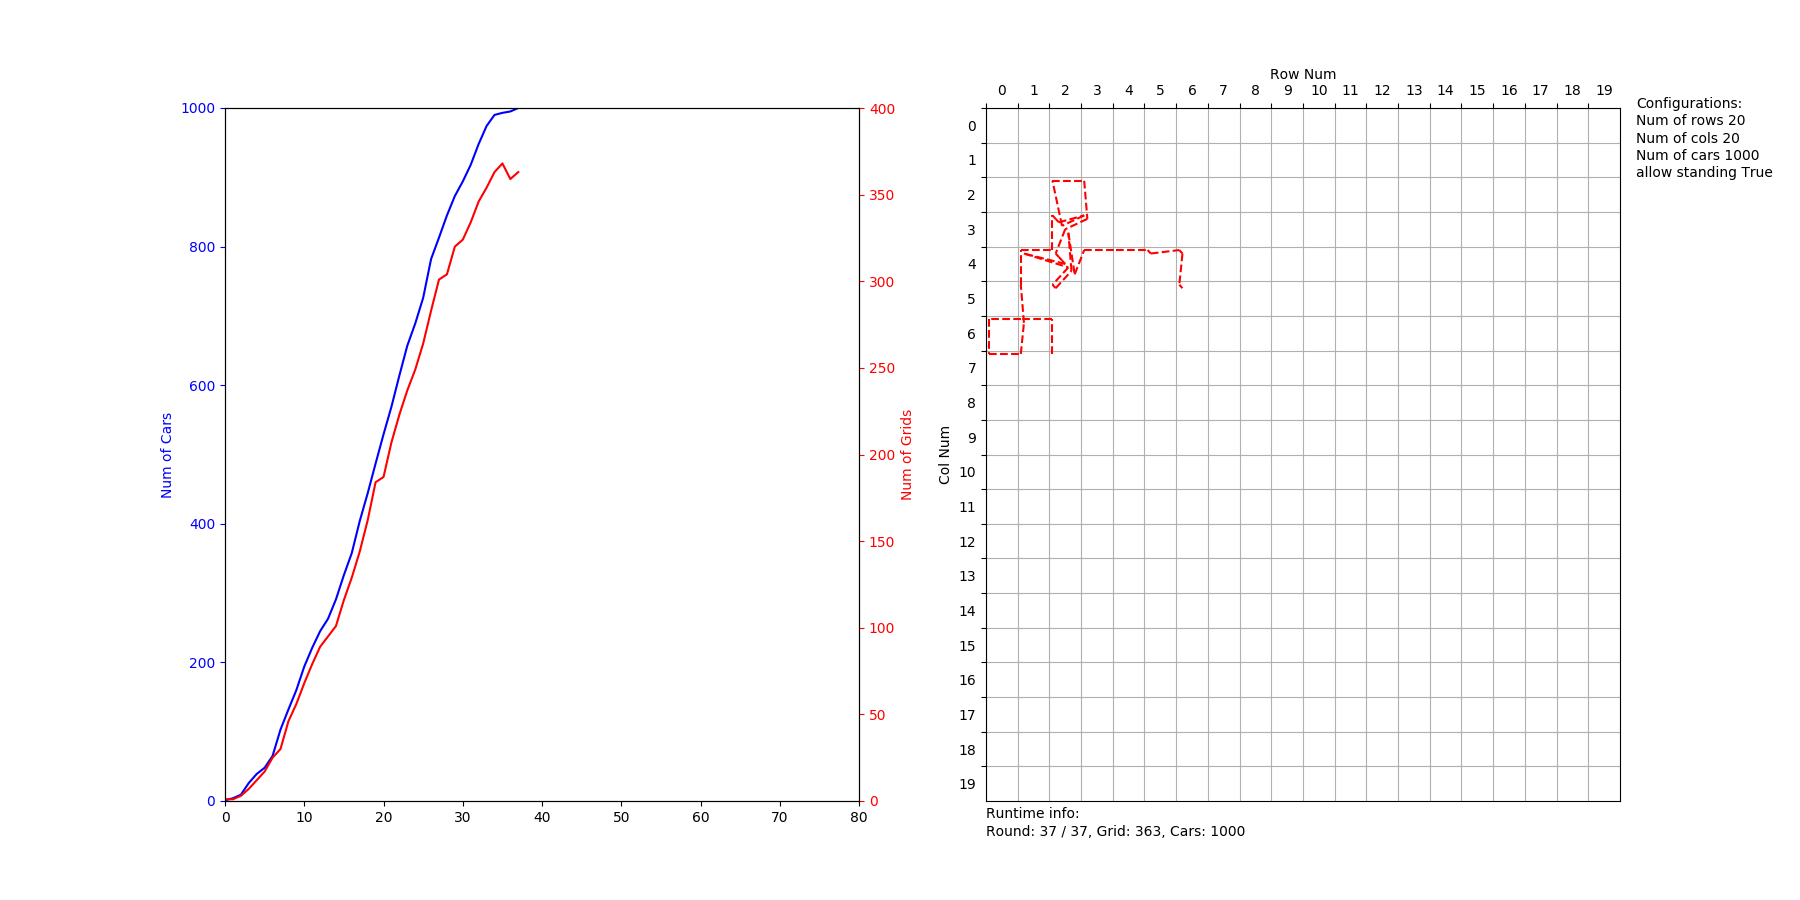 Row Num
0 1 2 3 4 5 6 7 8 9 10 11 12 13 14 15 16 17 18 19
Configurations:
Num of rows 20
Num of cols 20
Num of cars 1000
allow standing True
1000
800
600
400
200
0
Num of Cars
0 10 20 30 40 50 60 70 80
400
350
300
250
200
150
100
50
0
Num of Grids
Col Num
0
1
2
3
4
5
6
7
8
9
10
11
12
13
14
15
16
17
18
19
Runtime info:
Round: 37 / 37, Grid: 363, Cars: 1000